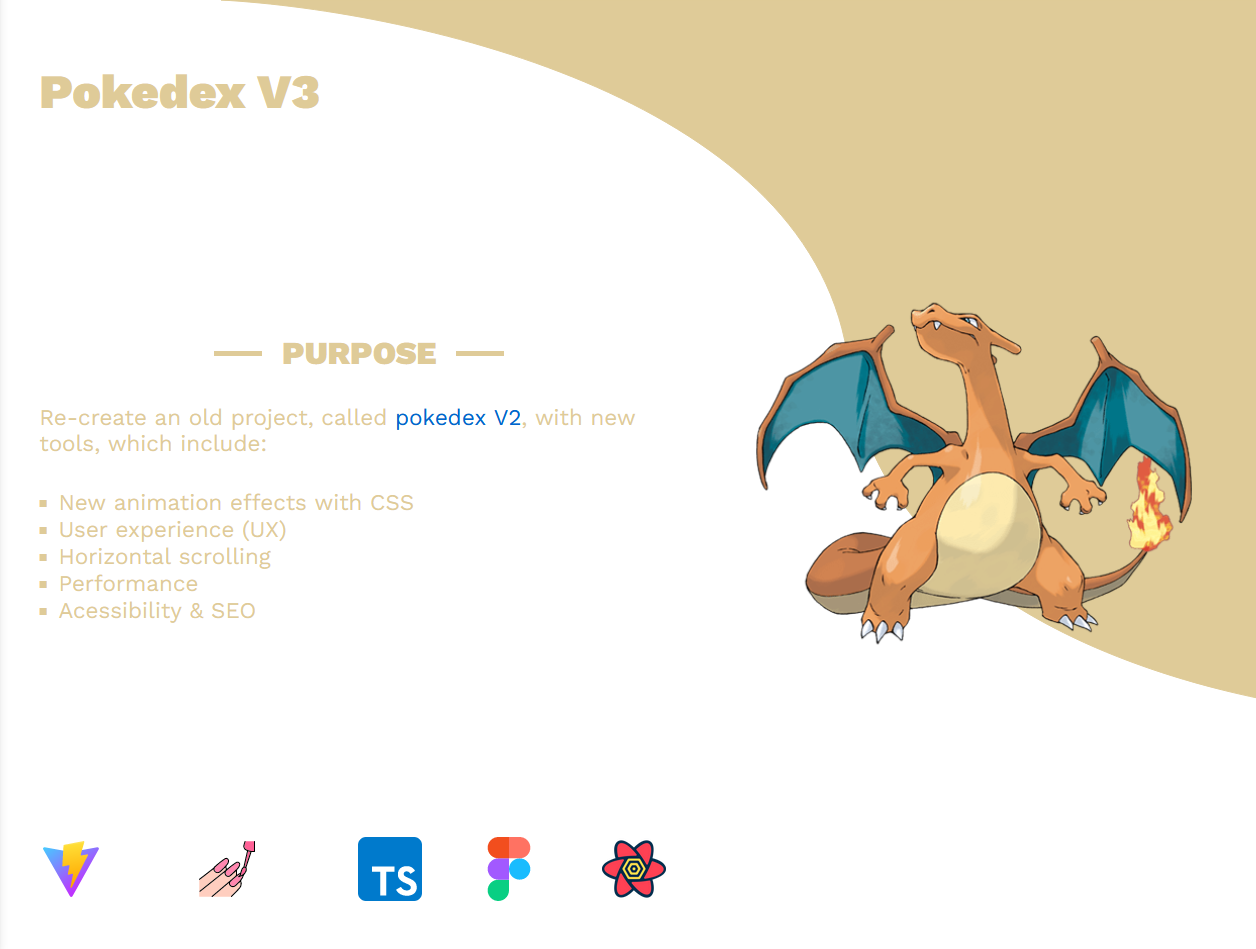 Pokedex V3
PURPOSE
Re-create an old project, called pokedex V2, with new
tools, which include:
New animation effects with CSS
User experience (UX)
Horizontal scrolling
Performance
Acessibility & SEO
TS